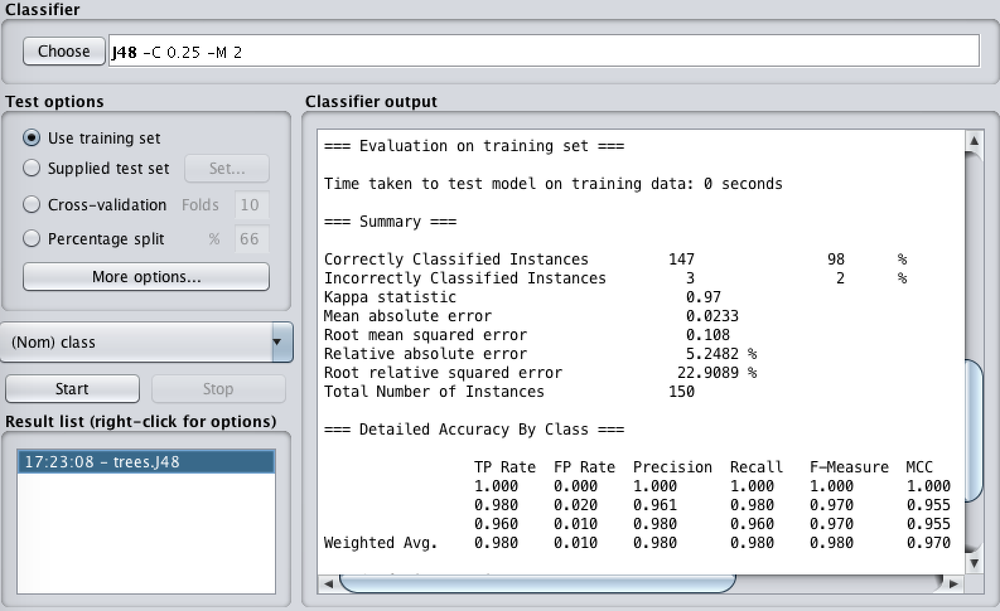 Classifier
Choose J48 -C 0.25 -M 2
Test options
Use training set
Supplied test set Set...
Cross-validation Folds 10
Percentage split % 66
More options...
(Nom) class
Start Stop
Result list (right-click for options)
17:23:08 - trees.J48
Classifier output
=== Evaluation on training set ===
Time taken to test model on training data: 0 seconds
=== Summary ===
Correctly Classified Instances 147 98 %
Incorrectly Classified Instances 3 2 %
Kappa statistic 0.97
Mean absolute error 0.0233
Root mean squared error 0.108
Relative absolute error 5.2482 %
Root relative squared error 22.9089 %
Total Number of Instances 150
=== Detailed Accuracy By Class ===
TP Rate FP Rate Precision Recall F-Measure MCC
1.000 0.000 1.000 1.000 1.000 1.000
0.980 0.020 0.961 0.980 0.970 0.955
0.960 0.010 0.980 0.960 0.970 0.955
Weighted Avg. 0.980 0.010 0.980 0.980 0.980 0.970